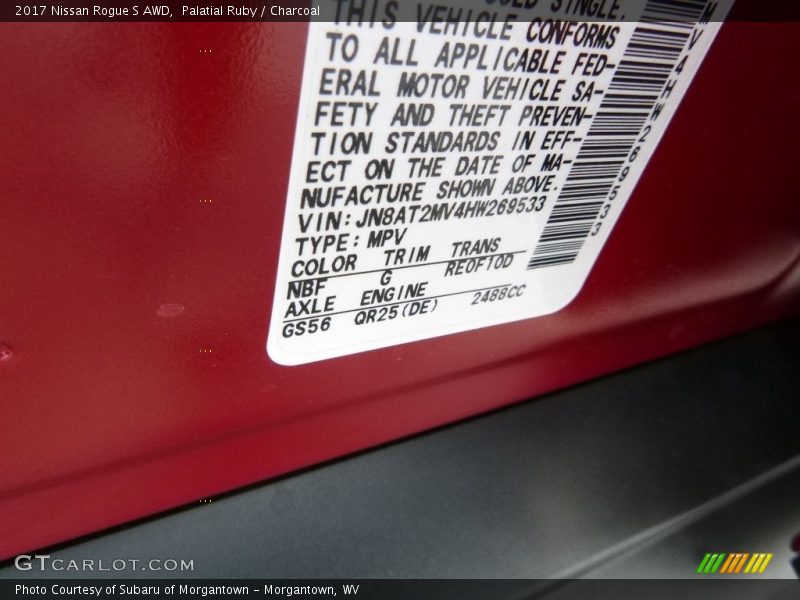 2017 Nissan Rogue S AWD, Palatial Ruby / Charcoal
SINGLE.
THIS VEHICLE CONFORMS
TO ALL APPLICABLE FED-
ERAL MOTOR VEHICLE SA-
FETY AND THEFT PREVEN-
TION STANDARDS IN EFF-
ECT ON THE DATE OF MA-
NUFACTURE SHOWN ABOVE.
VIN: JN8AT2MV4HW269533
TYPE: MPV
COLOR TRIM TRANS
NBF G RE0F10D
AXLE ENGINE
GS56 QR25(DE) 2488CC
MV4HW269533
GTCARLOT.COM
Photo Courtesy of Subaru of Morgantown - Morgantown, WV